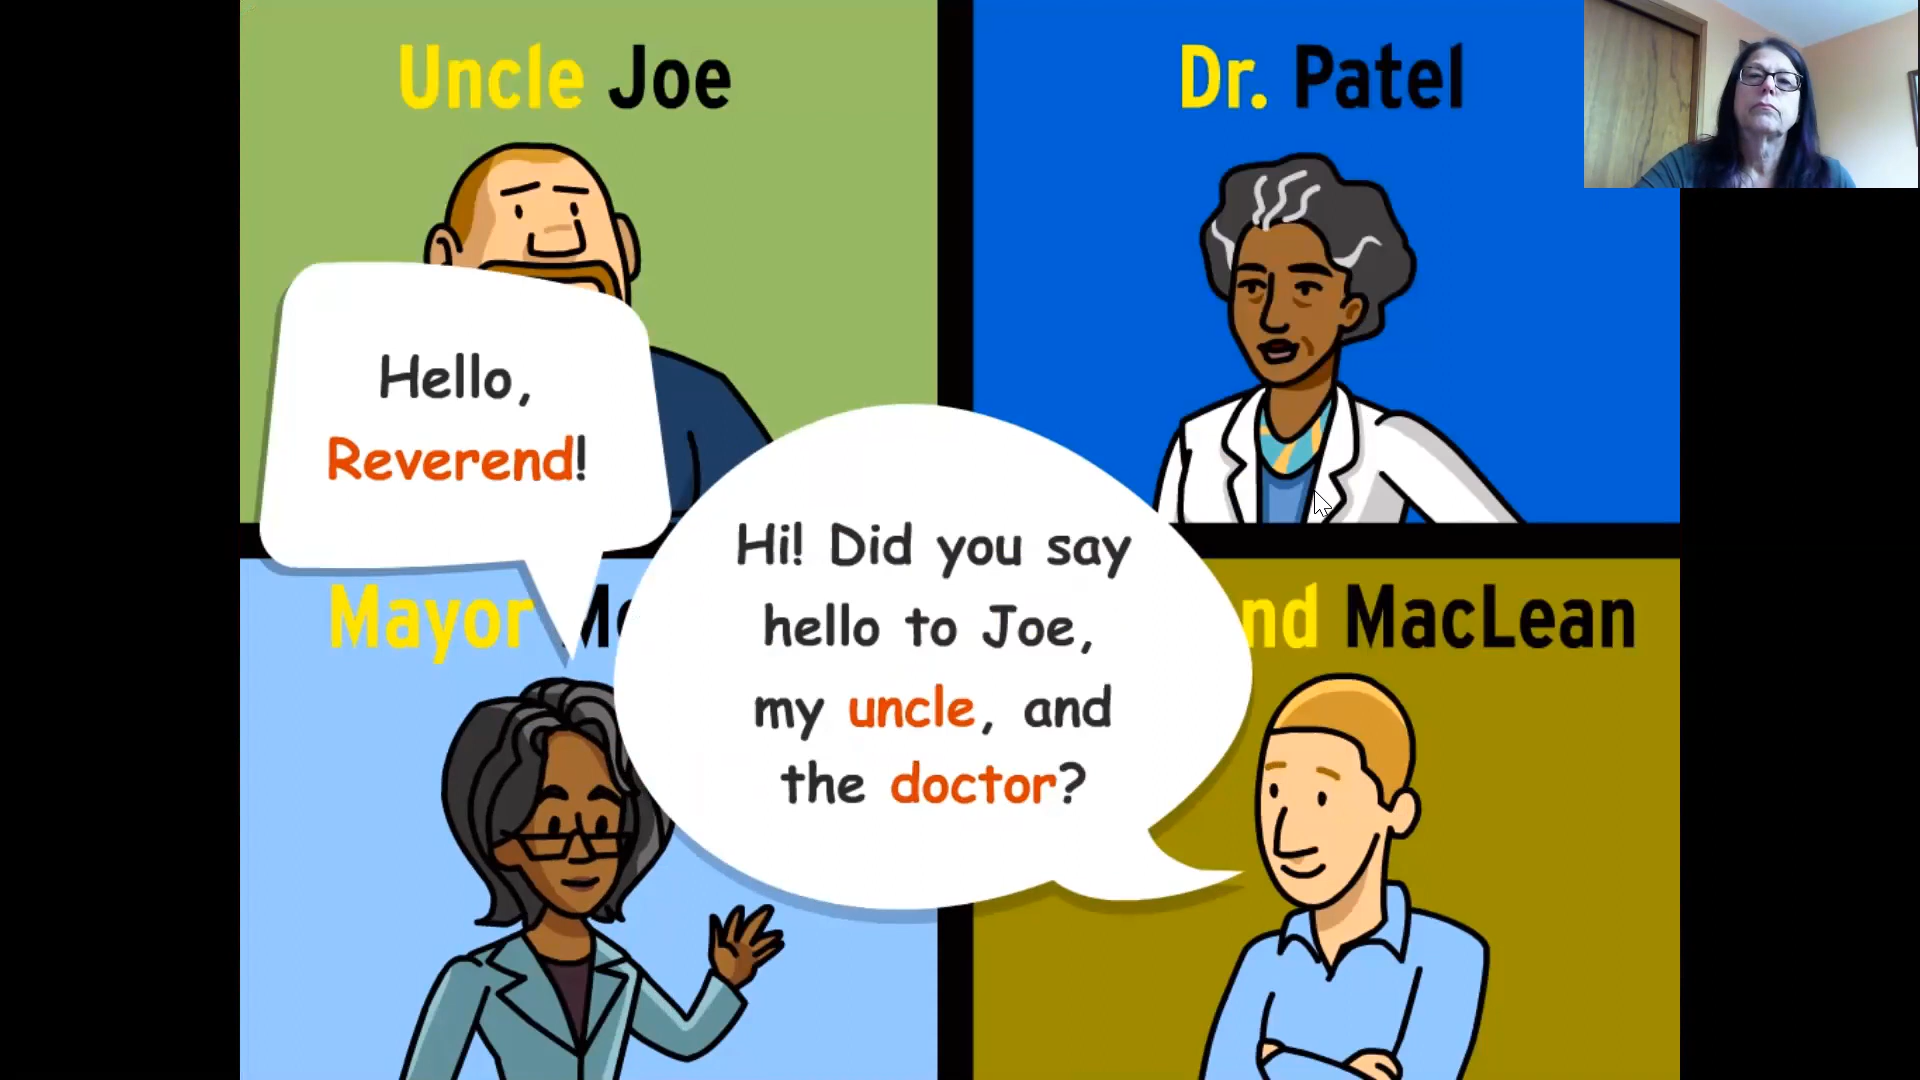 Uncle Joe
Dr. Patel
Hello,
Reverend!
Hi! Did you say
hello to Joe,
my uncle, and
the doctor?
Mayor
MacLean